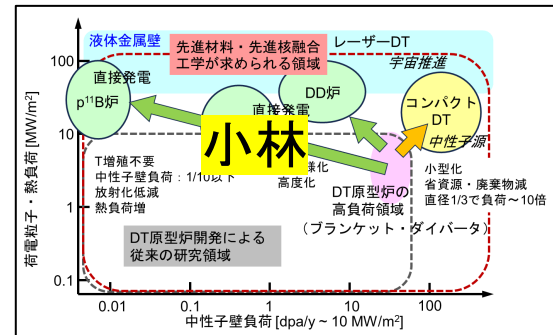 液体金属壁
レーザーDT
先進材料・先進核融合
工学が求められる領域
宇宙推進
100
直接発電
p¹¹B炉
DD炉
直接発電
コンパクト
DT
中性子源
10
小林
T増殖不要
中性子壁負荷:1/10以下
放射化低減
熱負荷増
様化
高度化
小型化
省資源・廃棄物減
直径1/3で負荷~10倍
DT原型炉の
高負荷領域
(ブランケット・ダイバータ)
1
DT原型炉開発による
従来の研究領域
0.1
荷電粒子・熱負荷 [MW/m²]
0.01
0.1
1
10
100
中性子壁負荷 [dpa/y ~ 10 MW/m²]